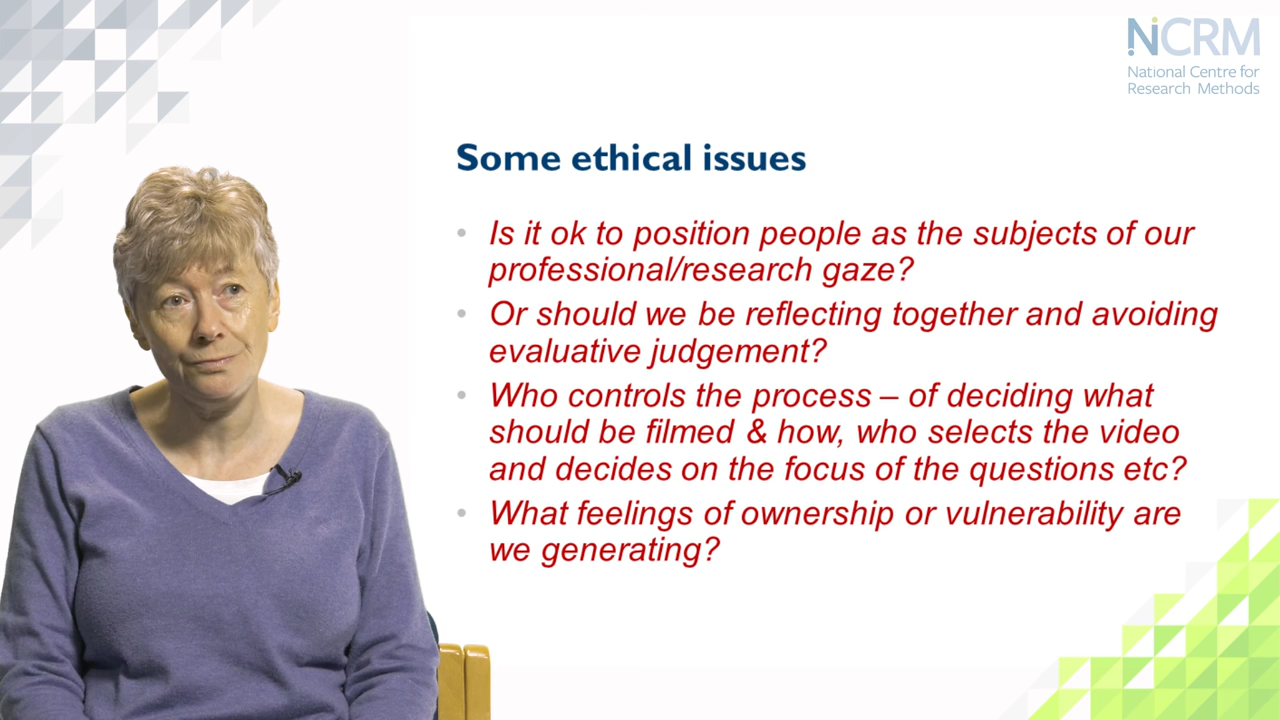 NCRM
National Centre for
Research Methods
Some ethical issues
• Is it ok to position people as the subjects of our
professional/research gaze?
• Or should we be reflecting together and avoiding
evaluative judgement?
• Who controls the process – of deciding what
should be filmed & how, who selects the video
and decides on the focus of the questions etc?
• What feelings of ownership or vulnerability are
we generating?